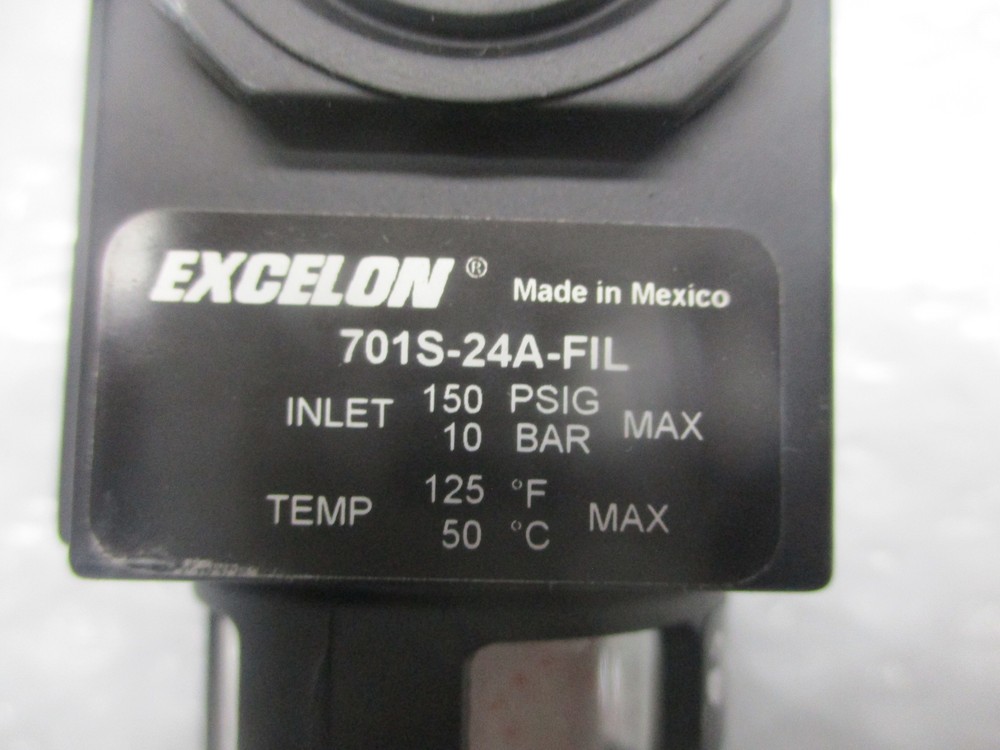 EXCELON® Made in Mexico
701S-24A-FIL
INLET 150 PSIG MAX
10 BAR
TEMP 125 °F MAX
50 °C